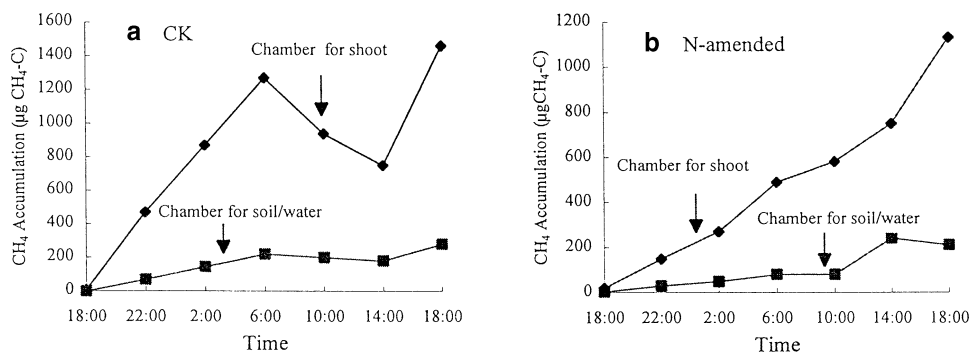 a CK
CH₄ Accumulation (µg CH₄-C)
1600
1400
1200
1000
800
600
400
200
0
Chamber for shoot
Chamber for soil/water
18:00 22:00 2:00 6:00 10:00 14:00 18:00
Time
b N-amended
CH₄ Accumulation (µgCH₄-C)
1200
1000
800
600
400
200
0
Chamber for shoot
Chamber for soil/water
18:00 22:00 2:00 6:00 10:00 14:00 18:00
Time